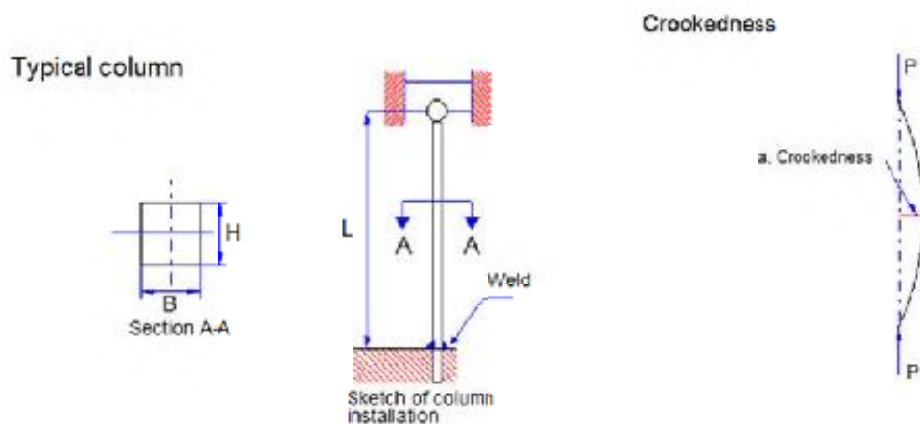 Crookedness
Typical column
P
a, Crookedness
H
L
A A
B
Weld
Section A-A
P
Sketch of column
installation